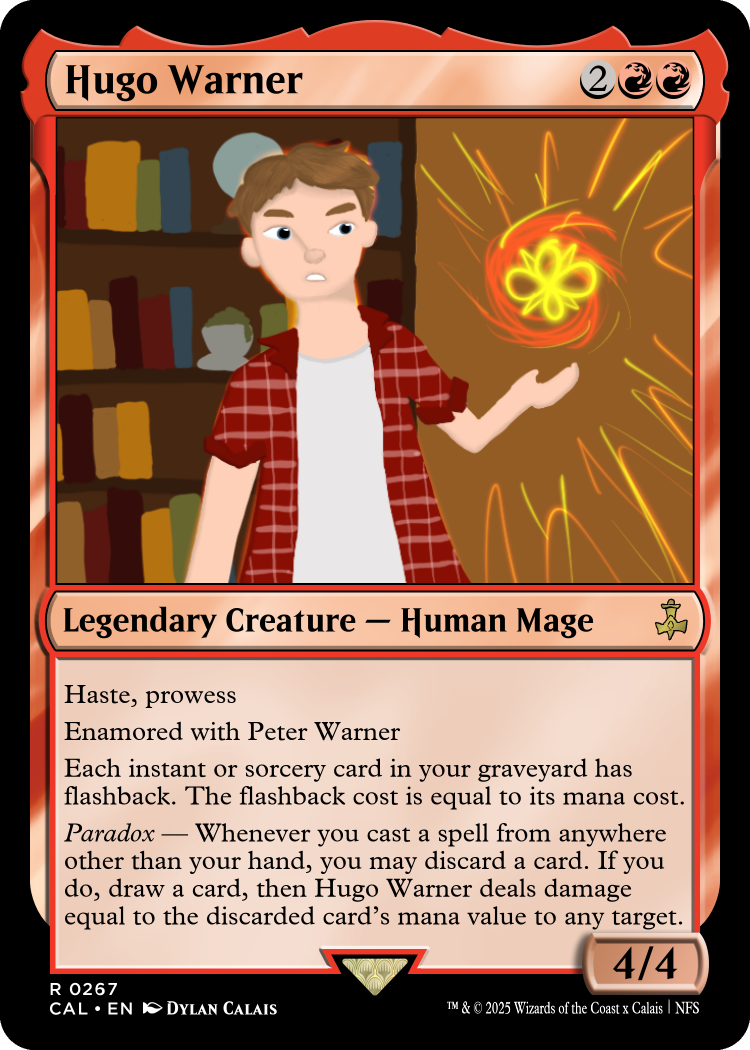 Hugo Warner 2
Legendary Creature — Human Mage
Haste, prowess
Enamored with Peter Warner
Each instant or sorcery card in your graveyard has
flashback. The flashback cost is equal to its mana cost.
Paradox — Whenever you cast a spell from anywhere
other than your hand, you may discard a card. If you
do, draw a card, then Hugo Warner deals damage
equal to the discarded card’s mana value to any target.
4/4
R 0267
CAL • EN DYLAN CALAIS
™ & © 2025 Wizards of the Coast x Calais | NFS